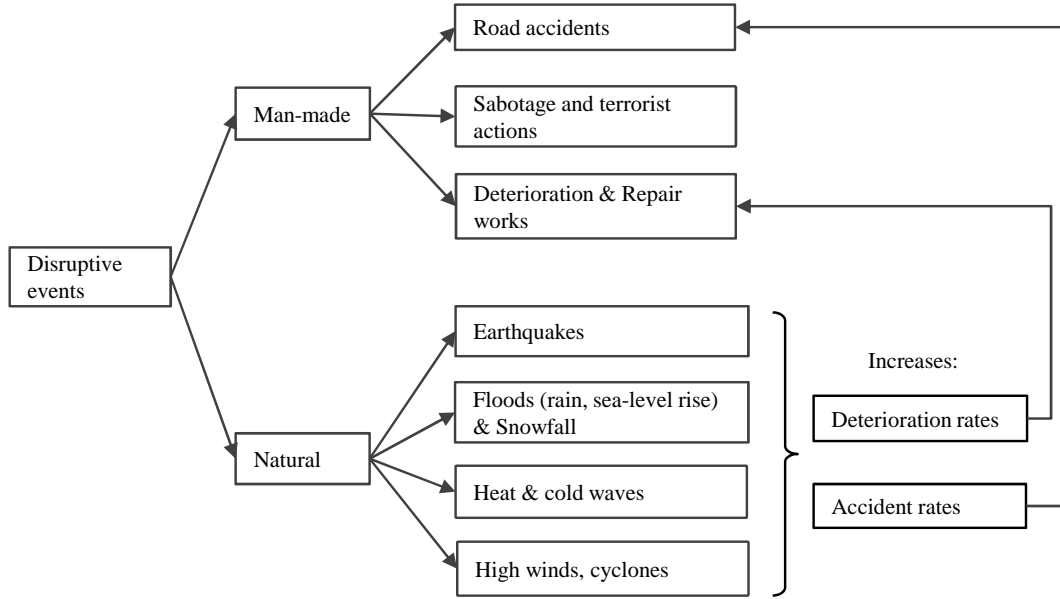 Road accidents
Man-made
Sabotage and terrorist
actions
Deterioration & Repair
works
Disruptive
events
Earthquakes
Floods (rain, sea-level rise)
& Snowfall
Natural
Heat & cold waves
High winds, cyclones
Increases:
Deterioration rates
Accident rates